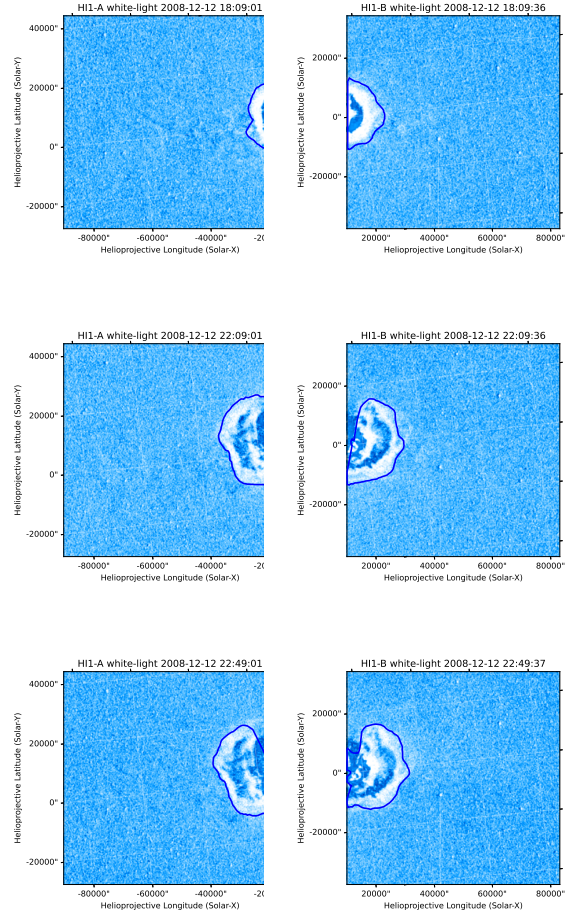 HI1-A white-light 2008-12-12 18:09:01
40000"
20000"
0"
-20000"
Helioprojective Latitude (Solar-Y)
-80000" -60000" -40000" -20
Helioprojective Longitude (Solar-X)
HI1-B white-light 2008-12-12 18:09:36
20000"
0"
-20000"
Helioprojective Latitude (Solar-Y)
20000" 40000" 60000" 80000"
Helioprojective Longitude (Solar-X)
HI1-A white-light 2008-12-12 22:09:01
40000"
20000"
0"
-20000"
Helioprojective Latitude (Solar-Y)
-80000" -60000" -40000" -20
Helioprojective Longitude (Solar-X)
HI1-B white-light 2008-12-12 22:09:36
20000"
0"
-20000"
Helioprojective Latitude (Solar-Y)
20000" 40000" 60000" 80000"
Helioprojective Longitude (Solar-X)
HI1-A white-light 2008-12-12 22:49:01
40000"
20000"
0"
-20000"
Helioprojective Latitude (Solar-Y)
-80000" -60000" -40000" -20
Helioprojective Longitude (Solar-X)
HI1-B white-light 2008-12-12 22:49:37
20000"
0"
-20000"
Helioprojective Latitude (Solar-Y)
20000" 40000" 60000" 80000"
Helioprojective Longitude (Solar-X)